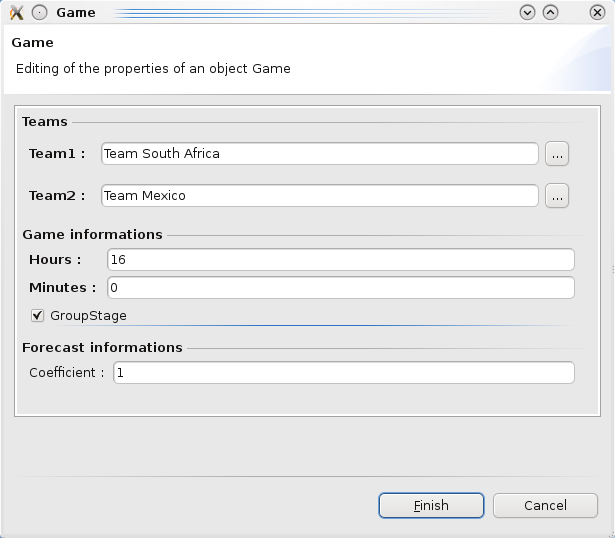 Game
Game
Editing of the properties of an object Game
Teams
Team1 : Team South Africa ...
Team2 : Team Mexico ...
Game informations
Hours : 16
Minutes : 0
GroupStage
Forecast informations
Coefficient : 1
Finish Cancel